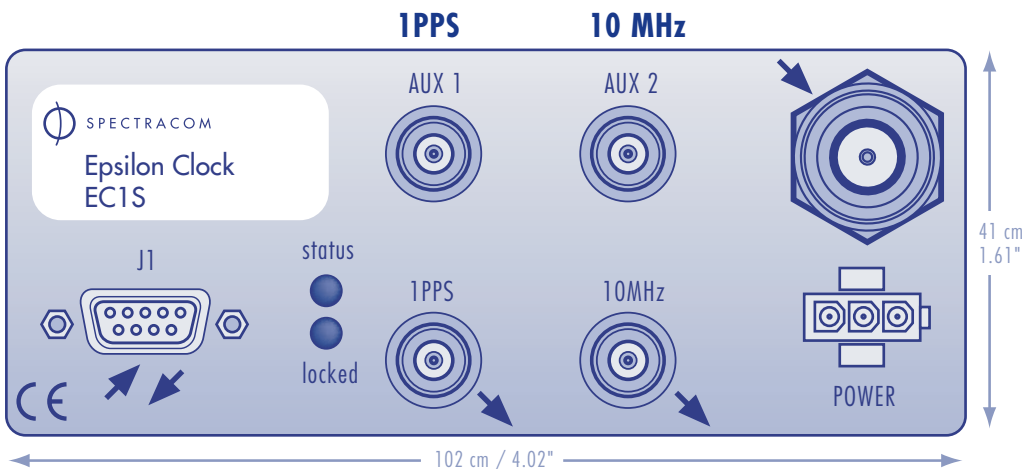 1PPS
10 MHz
AUX 1
AUX 2
SPECTRACOM
Epsilon Clock
EC1S
41 cm
1.61"
status
J1
1PPS
10MHz
locked
POWER
CE
102 cm / 4.02"